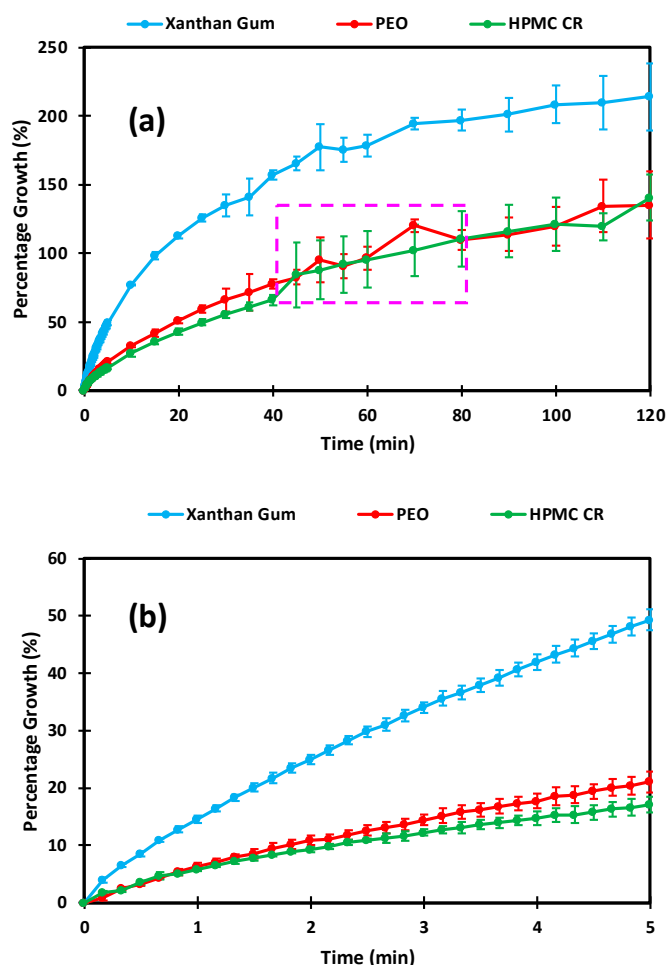 Xanthan Gum PEO HPMC CR
(a)
Percentage Growth (%)
250
200
150
100
50
0
0 20 40 60 80 100 120
Time (min)
Xanthan Gum PEO HPMC CR
(b)
Percentage Growth (%)
60
50
40
30
20
10
0
0 1 2 3 4 5
Time (min)